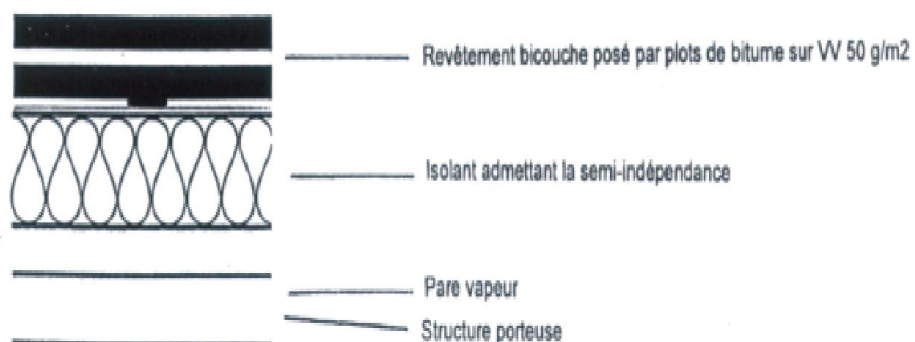 Revêtement bicouche posé par plots de bitume sur VV 50 g/m2
Isolant admettant la semi-indépendance
Pare vapeur
Structure porteuse